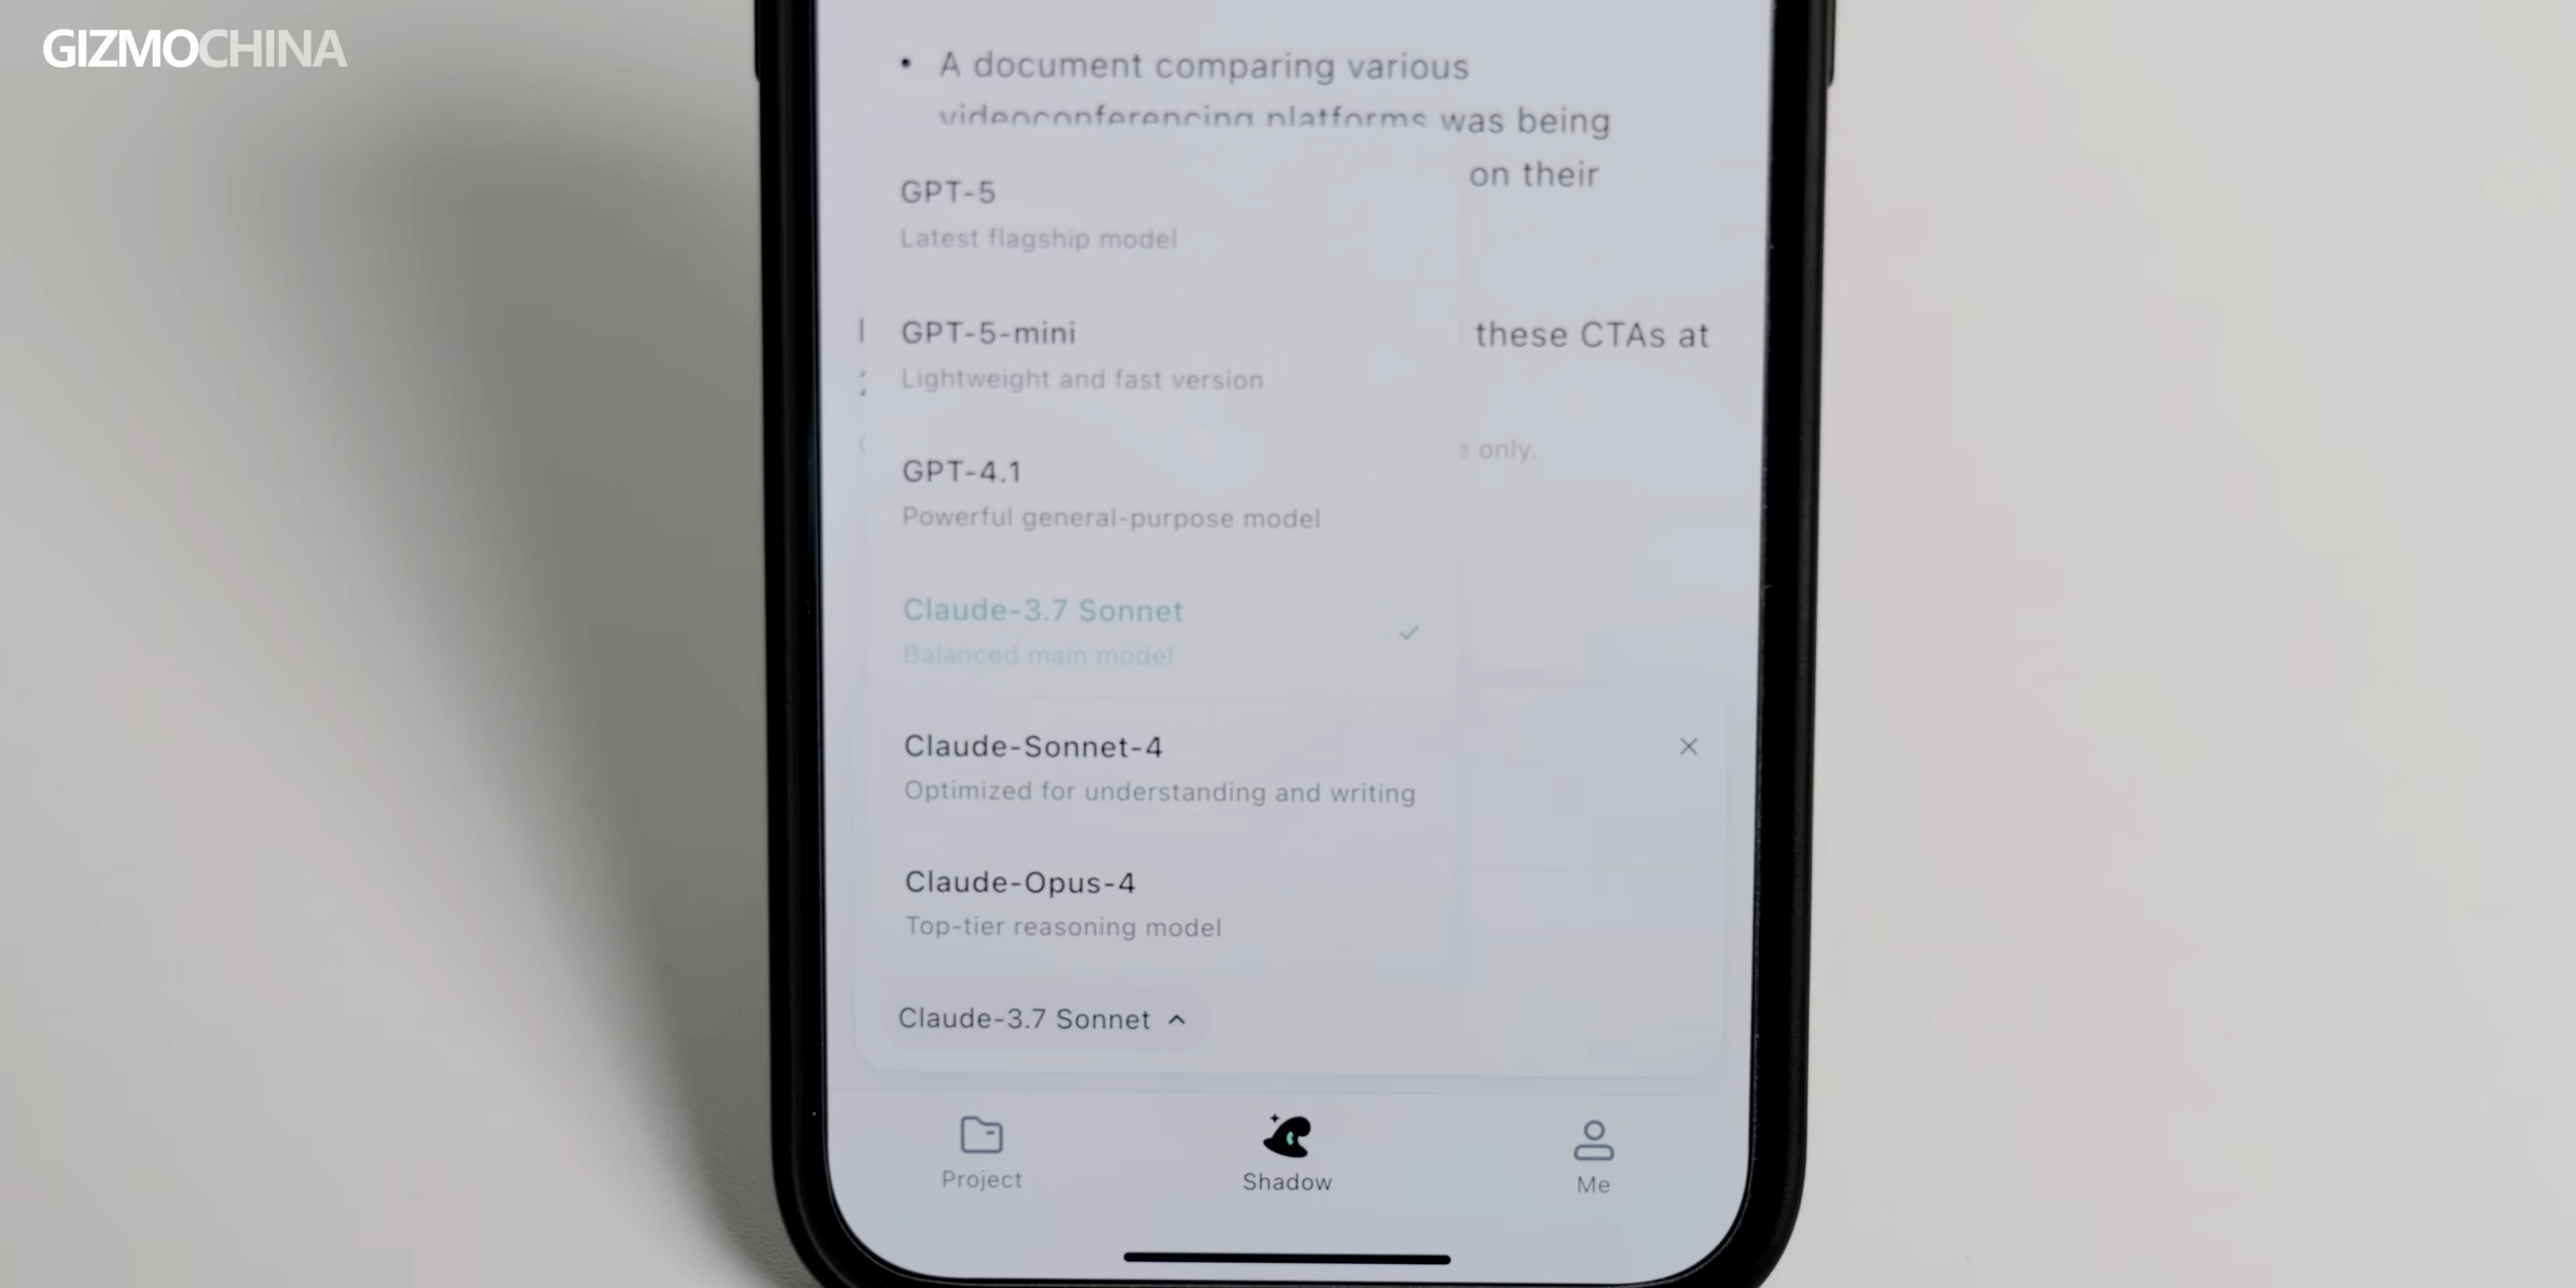 GIZMOCHINA
A document comparing various
videoconferencing platforms was being
on their
GPT-5
Latest flagship model
GPT-5-mini
these CTAs at
Lightweight and fast version
only.
GPT-4.1
Powerful general-purpose model
Claude-3.7 Sonnet
Balanced main model
Claude-Sonnet-4
Optimized for understanding and writing
Claude-Opus-4
Top-tier reasoning model
Claude-3.7 Sonnet
Project
Shadow
Me